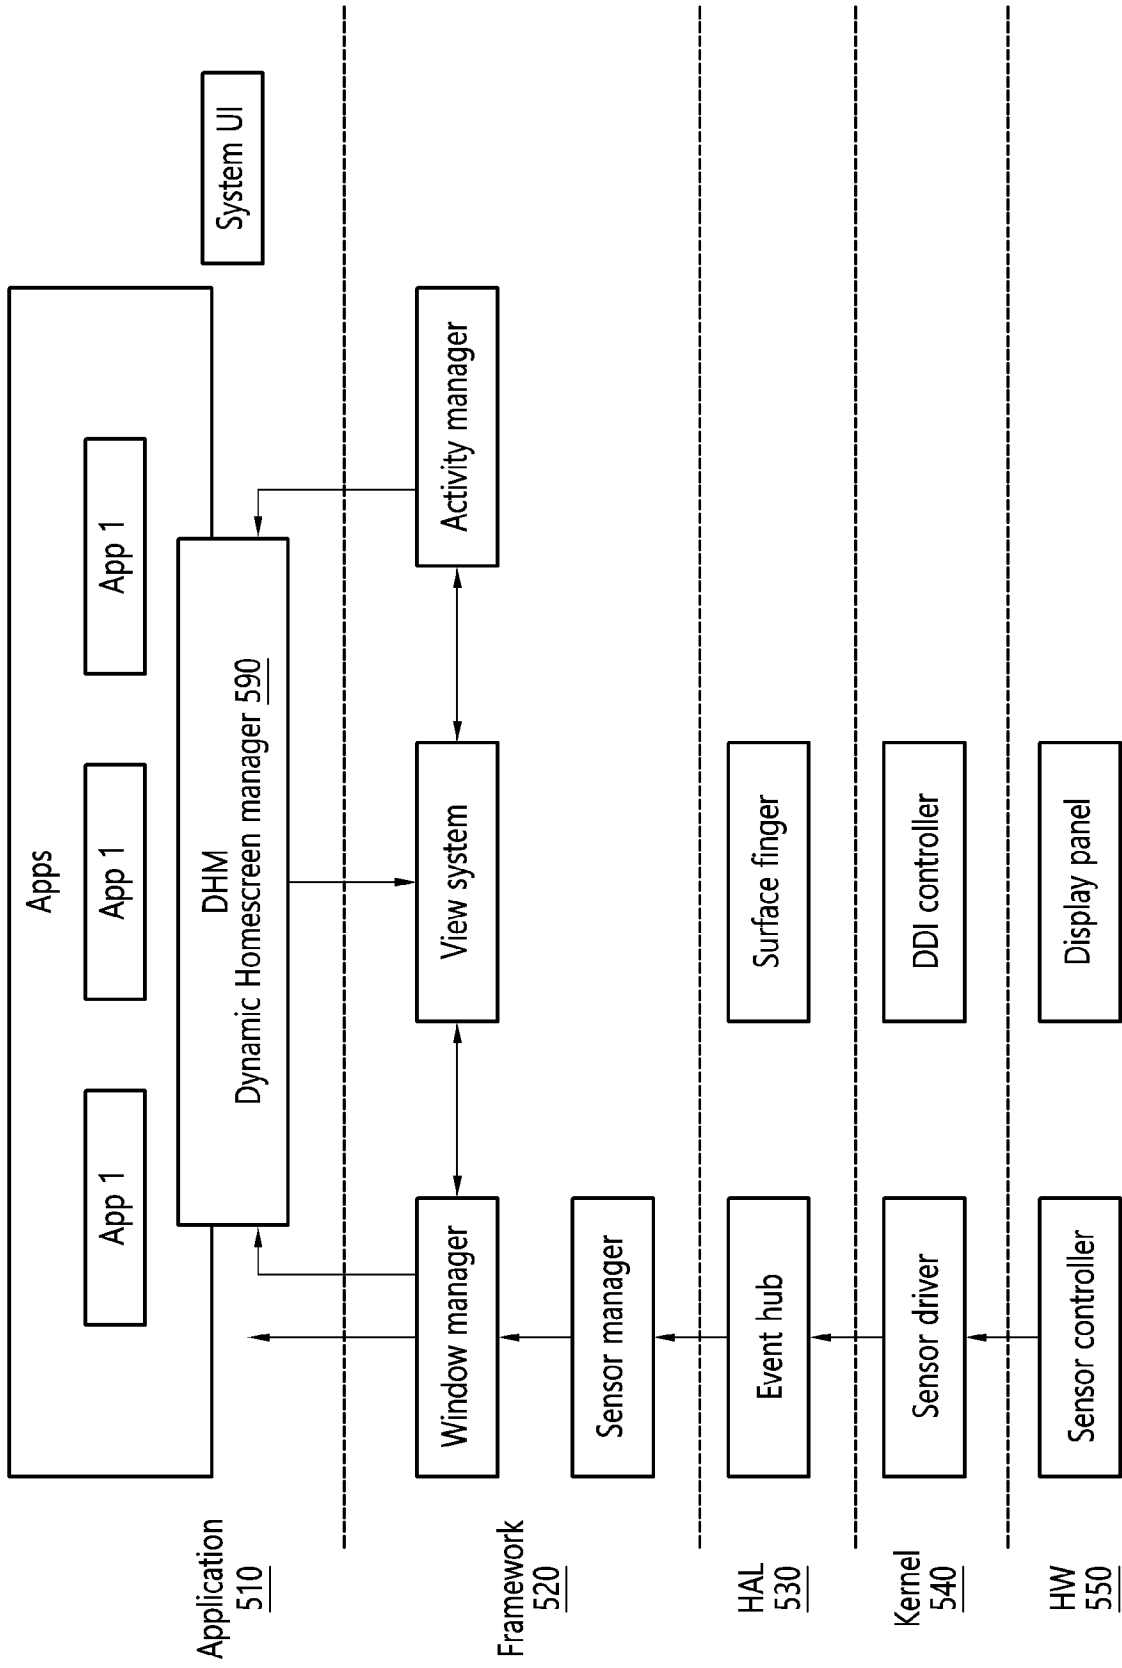 Apps
App 1
App 1
App 1
System UI
DHM
Dynamic Homescreen manager 590
Application
510
Window manager
View system
Activity manager
Sensor manager
Framework
520
Event hub
Surface finger
HAL
530
Sensor driver
DDI controller
Kernel
540
Sensor controller
Display panel
HW
550